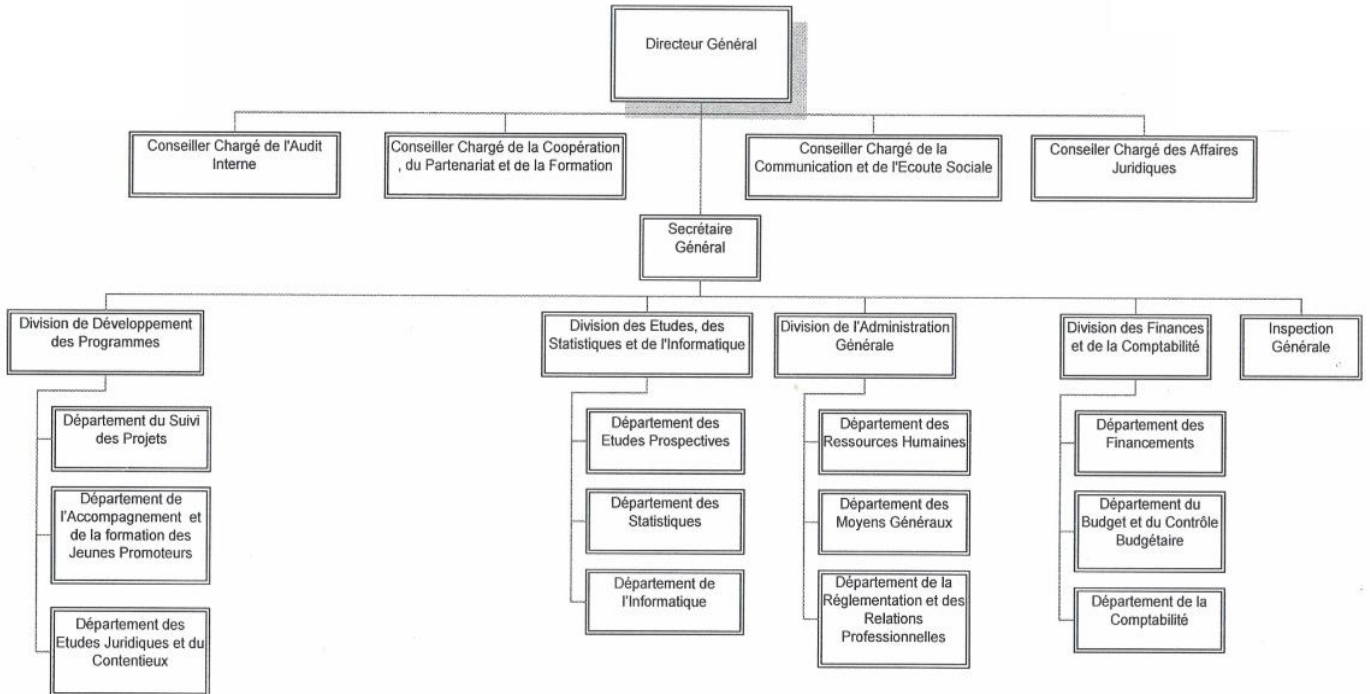 Directeur Général
Conseiller Chargé de l'Audit
Interne
Conseiller Chargé de la Coopération
, du Partenariat et de la Formation
Conseiller Chargé de la
Communication et de l'Ecoute Sociale
Conseiller Chargé des Affaires
Juridiques
Secrétaire
Général
Division de Développement
des Programmes
Division des Etudes, des
Statistiques et de l'Informatique
Division de l'Administration
Générale
Division des Finances
et de la Comptabilité
Inspection
Générale
Département du Suivi
des Projets
Département de
l'Accompagnement et
de la formation des
Jeunes Promoteurs
Département des
Etudes Juridiques et du
Contentieux
Département des
Etudes Prospectives
Département des
Statistiques
Département de
l'Informatique
Département des
Ressources Humaines
Département des
Moyens Généraux
Département de la
Réglementation et des
Relations
Professionnelles
Département des
Financements
Département du
Budget et du Contrôle
Budgétaire
Département de la
Comptabilité